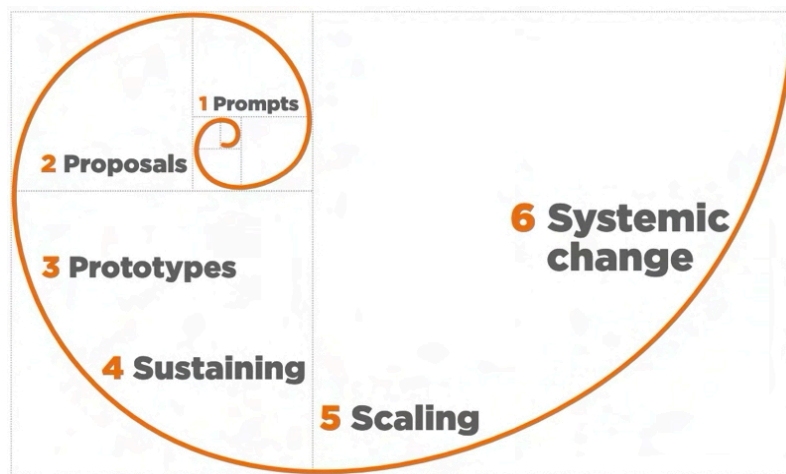 1 Prompts
2 Proposals
3 Prototypes
4 Sustaining
5 Scaling
6 Systemic
change